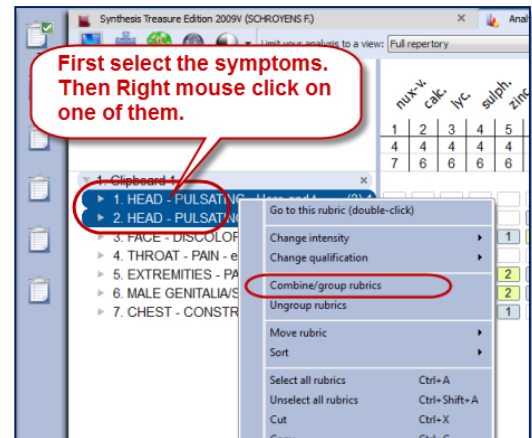 Synthesis Treasure Edition 2009V (SCHROYENS F.)
Limit your analysis to a view: Full repertory
First select the symptoms.
Then Right mouse click on
one of them.
nux-v. calc. lyc. sulph.
1 2 3 4 5
4 4 4 4 4
7 6 6 6 6
1. Clipboard 1
1. HEAD - PULSATING
2. HEAD - PULSATING
3. FACE - DISCOLOR
4. THROAT - PAIN - e
5. EXTREMITIES - PA
6. MALE GENITALIA/S
7. CHEST - CONSTR
Go to this rubric (double-click)
Change intensity
Change qualification
Combine/group rubrics
Ungroup rubrics
Move rubric
Sort
Select all rubrics Ctrl+A
Unselect all rubrics Ctrl+Shift+A
Cut Ctrl+X
1
2
2
1